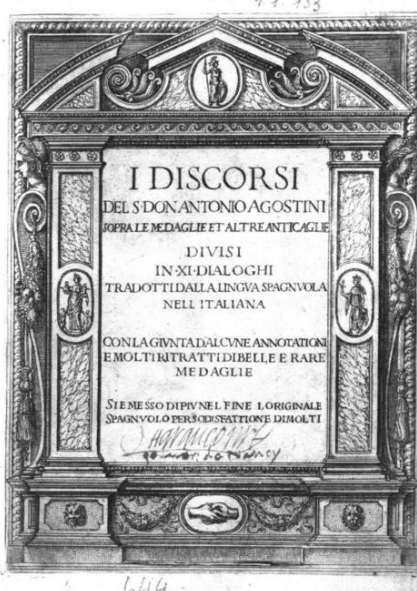 I DISCORSI
DEL S·DON ANTONIO AGOSTINI
SOPRA LE MEDAGLIE ET ALTRE ANTICAGLIE
DIVISI
IN·XI·DIALOGHI
TRADOTTI DALLA LINGVA SPAGNVOLA
NELL ITALIANA
CON LA GIVNTA D'ALCVNE ANNOTATIONI
E MOLTI RITRATTI DI BELLE E RARE
MEDAGLIE
SI E MESSO DI PIV NEL FINE L ORIGINALE
SPAGNVOLO PER SODISFATTIONE DI MOLTI